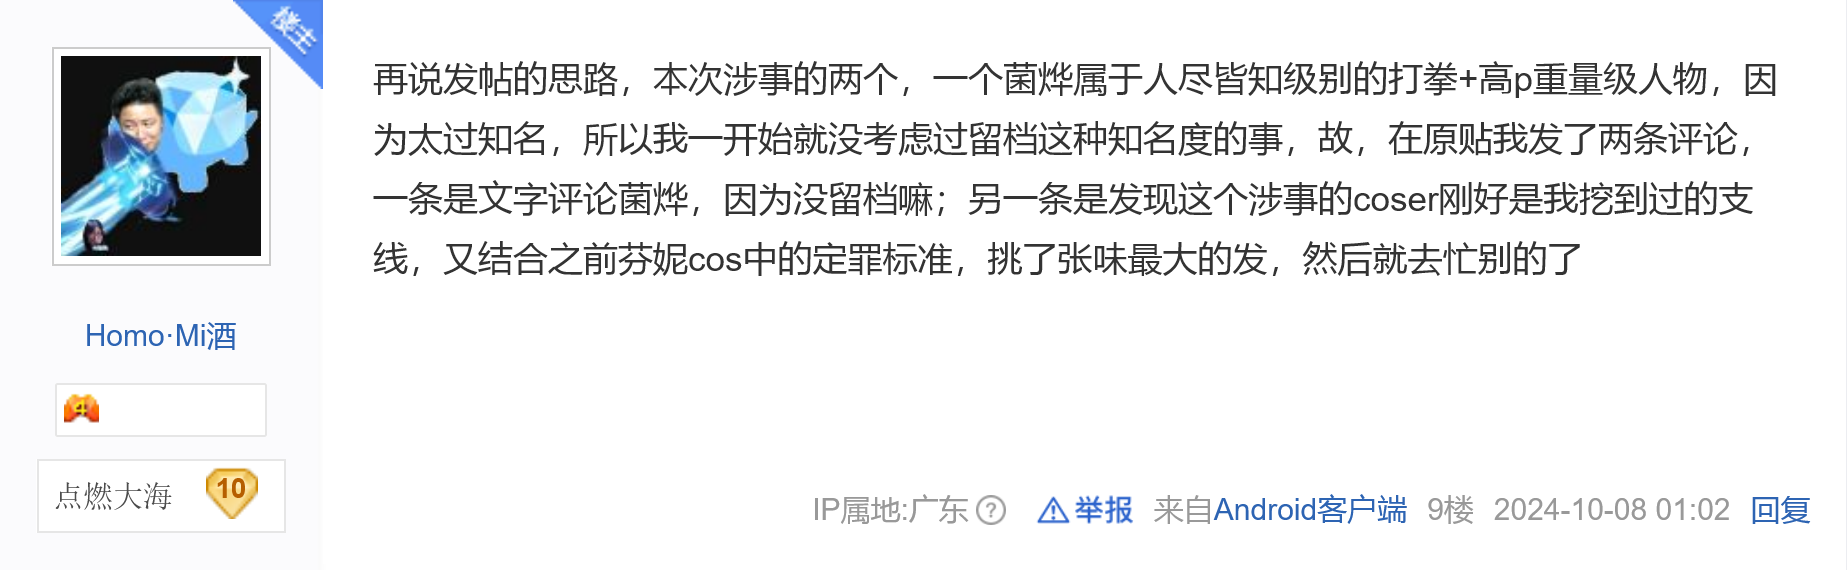 楼主
再说发帖的思路，本次涉事的两个，一个菌烨属于人尽皆知级别的打拳+高p重量级人物，因
为太过知名，所以我一开始就没考虑过留档这种知名度的事，故，在原贴我发了两条评论，
一条是文字评论菌烨，因为没留档嘛；另一条是发现这个涉事的coser刚好是我挖到过的支
线，又结合之前芬妮cos中的定罪标准，挑了张味最大的发，然后就去忙别的了
Homo·Mi酒
4
点燃大海 10
IP属地:广东 ? 举报 来自Android客户端 9楼 2024-10-08 01:02 回复